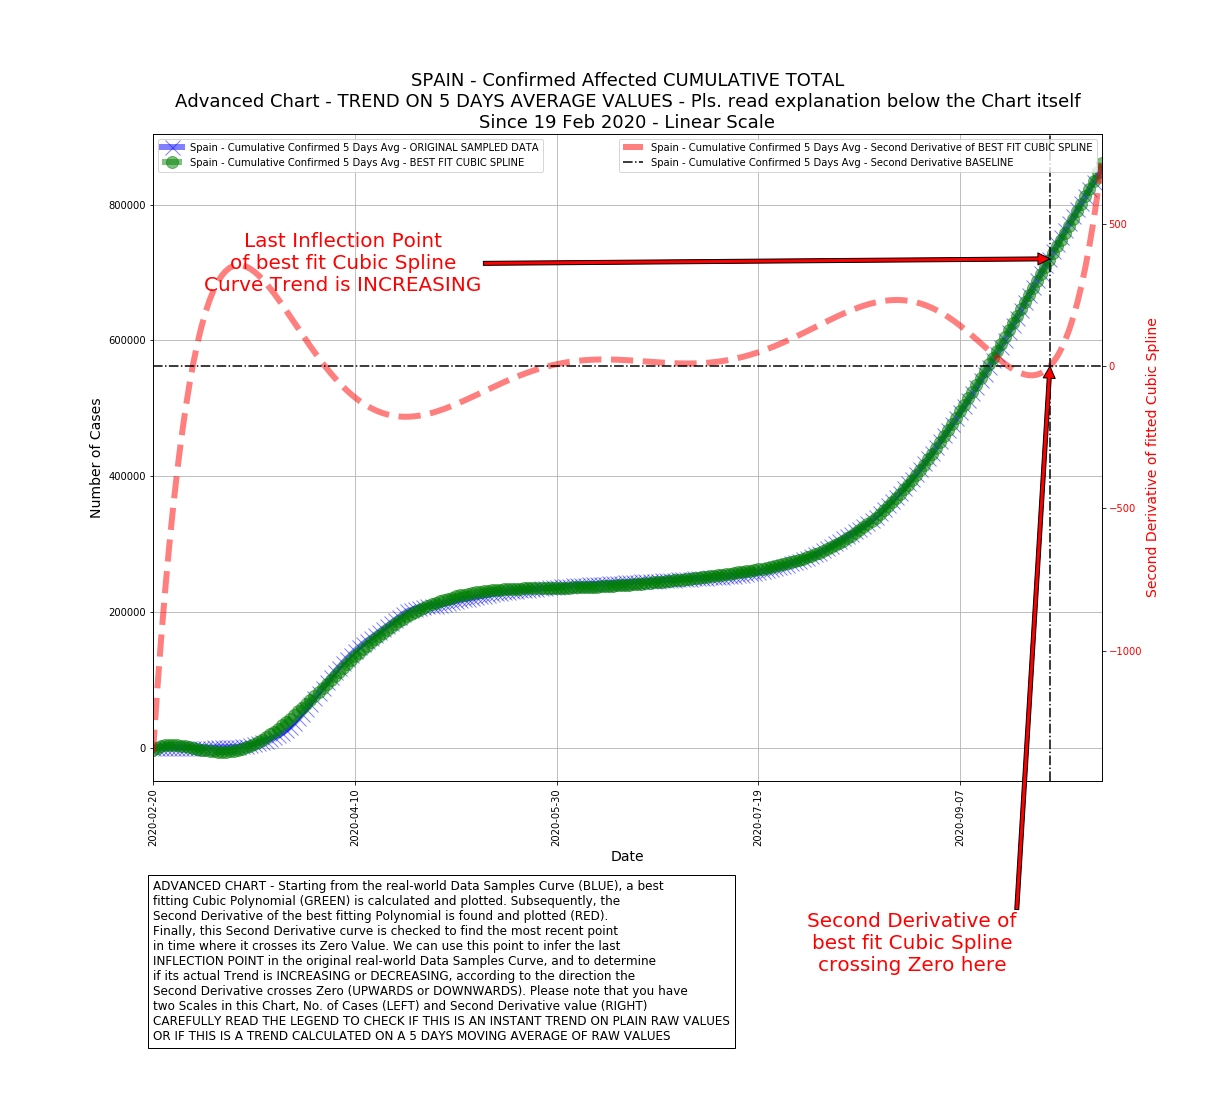 SPAIN - Confirmed Affected CUMULATIVE TOTAL
Advanced Chart - TREND ON 5 DAYS AVERAGE VALUES - Pls. read explanation below the Chart itself
Since 19 Feb 2020 - Linear Scale
Spain - Cumulative Confirmed 5 Days Avg - ORIGINAL SAMPLED DATA
Spain - Cumulative Confirmed 5 Days Avg - BEST FIT CUBIC SPLINE
Spain - Cumulative Confirmed 5 Days Avg - Second Derivative of BEST FIT CUBIC SPLINE
Spain - Cumulative Confirmed 5 Days Avg - Second Derivative BASELINE
Last Inflection Point
of best fit Cubic Spline
Curve Trend is INCREASING
Number of Cases
800000
600000
400000
200000
0
500
0
−500
−1000
Second Derivative of fitted Cubic Spline
2020-02-20
2020-04-10
2020-05-30
2020-07-19
2020-09-07
Date
Second Derivative of
best fit Cubic Spline
crossing Zero here
ADVANCED CHART - Starting from the real-world Data Samples Curve (BLUE), a best
fitting Cubic Polynomial (GREEN) is calculated and plotted. Subsequently, the
Second Derivative of the best fitting Polynomial is found and plotted (RED).
Finally, this Second Derivative curve is checked to find the most recent point
in time where it crosses its Zero Value. We can use this point to infer the last
INFLECTION POINT in the original real-world Data Samples Curve, and to determine
if its actual Trend is INCREASING or DECREASING, according to the direction the
Second Derivative crosses Zero (UPWARDS or DOWNWARDS). Please note that you have
two Scales in this Chart, No. of Cases (LEFT) and Second Derivative value (RIGHT)
CAREFULLY READ THE LEGEND TO CHECK IF THIS IS AN INSTANT TREND ON PLAIN RAW VALUES
OR IF THIS IS A TREND CALCULATED ON A 5 DAYS MOVING AVERAGE OF RAW VALUES